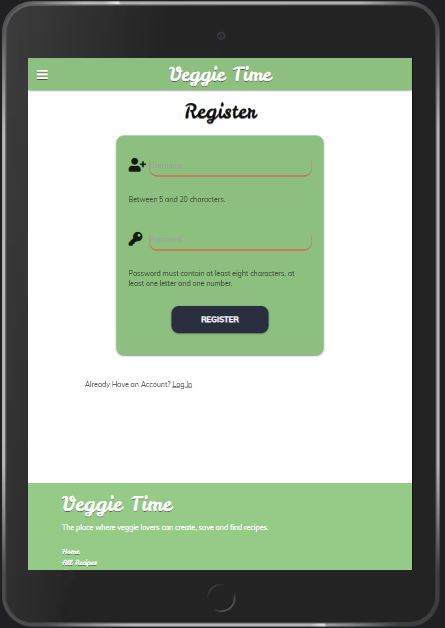 Veggie Time
Register
Username
Between 5 and 20 characters.
Password
Password must contain at least eight characters, at
least one letter and one number.
REGISTER
Already Have an Account? Log In
Veggie Time
The place where veggie lovers can create, save and find recipes.
Home
All Recipes